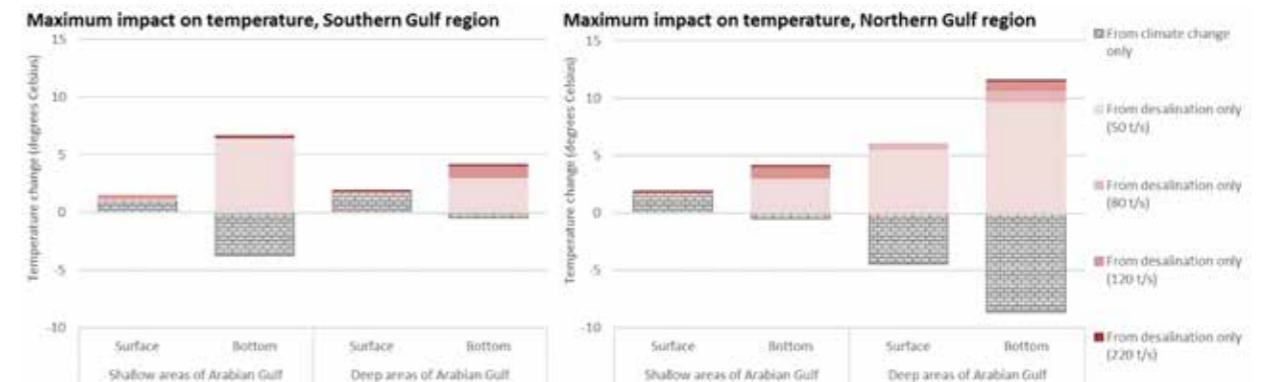 Maximum impact on temperature, Southern Gulf region
15
10
5
0
-5
-10
Temperature change (degrees Celsius)
Surface
Bottom
Surface
Bottom
Shallow areas of Arabian Gulf
Deep areas of Arabian Gulf
Maximum impact on temperature, Northern Gulf region
15
10
5
0
-5
-10
Temperature change (degrees Celsius)
Surface
Bottom
Surface
Bottom
Shallow areas of Arabian Gulf
Deep areas of Arabian Gulf
From climate change
only
From desalination only
(50 t/s)
From desalination only
(80 t/s)
From desalination only
(120 t/s)
From desalination only
(220 t/s)